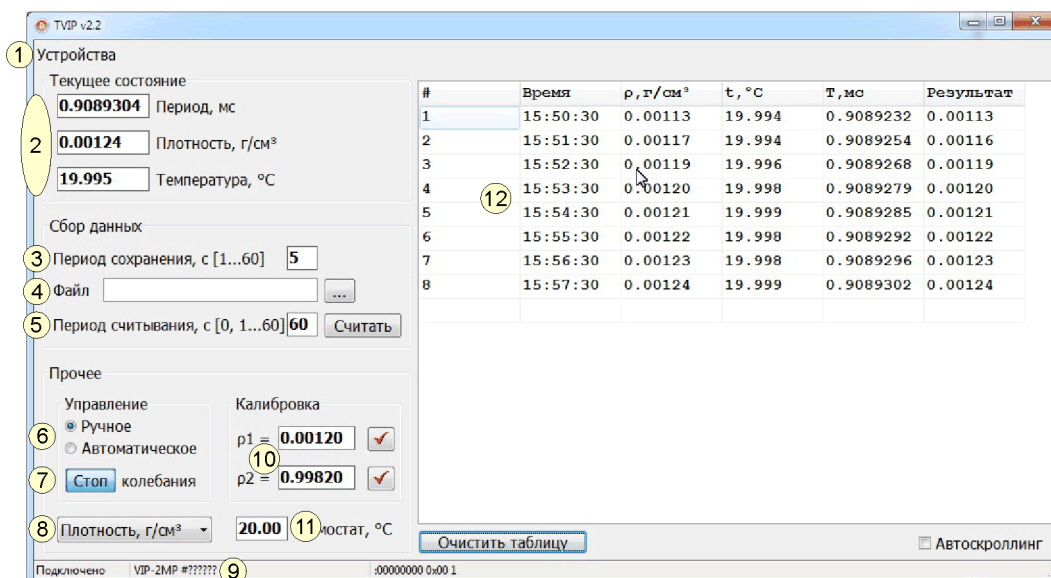 TVIP v2.2
1 Устройства
Текущее состояние
2
0.9089304 Период, мс
0.00124 Плотность, г/см³
19.995 Температура, °C
Сбор данных
3 Период сохранения, с [1...60] 5
4 Файл ...
5 Период считывания, с [0, 1...60] 60 Считать
Прочее
Управление
6 Ручное
Автоматическое
7 Стоп колебания
Калибровка
ρ1 = 0.00120
10
ρ2 = 0.99820
8 Плотность, г/см³
20.00 11 мостат, °C
# Время ρ,г/см³ t,°C T,мс Результат
1 15:50:30 0.00113 19.994 0.9089232 0.00113
2 15:51:30 0.00117 19.994 0.9089254 0.00116
3 15:52:30 0.00119 19.996 0.9089268 0.00119
4 15:53:30 0.00120 19.998 0.9089279 0.00120
12
5 15:54:30 0.00121 19.999 0.9089285 0.00121
6 15:55:30 0.00122 19.998 0.9089292 0.00122
7 15:56:30 0.00123 19.998 0.9089296 0.00123
8 15:57:30 0.00124 19.999 0.9089302 0.00124
Очистить таблицу
Автоскроллинг
Подключено VIP-2MP #?????? 9 :00000000 0x00 1